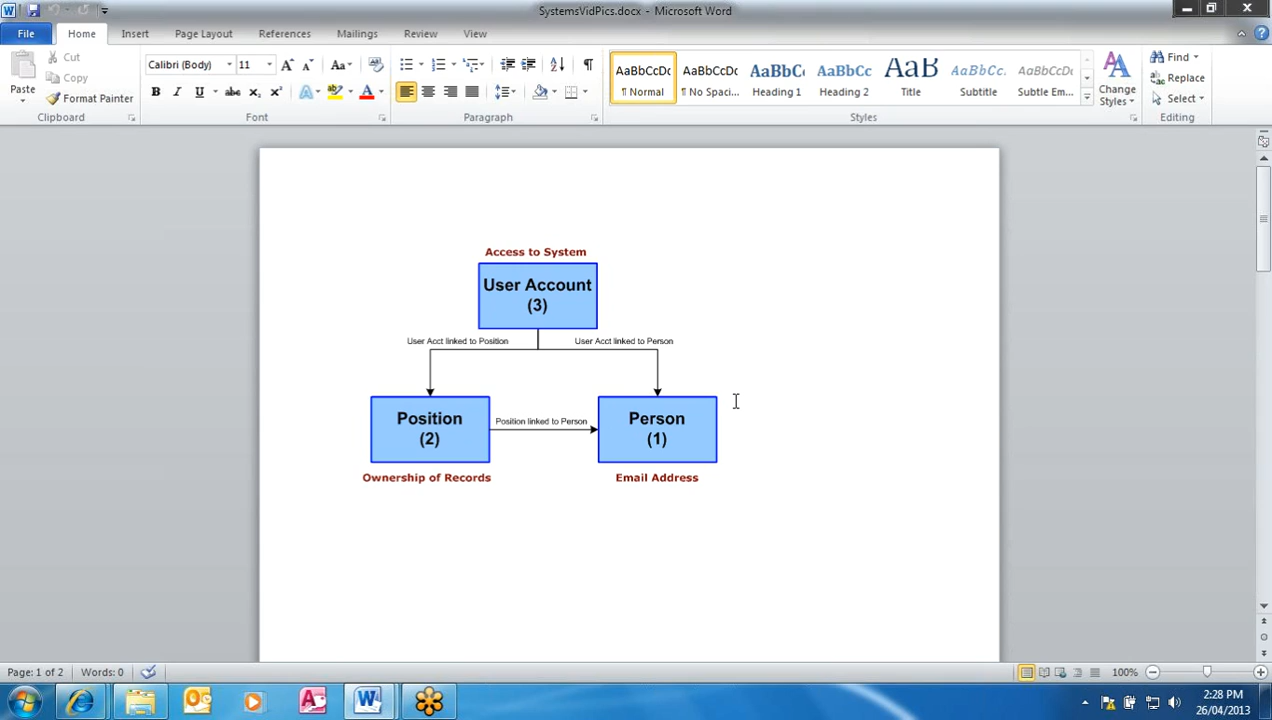 SystemsVidPics.docx - Microsoft Word
File Home Insert Page Layout References Mailings Review View
Paste
Cut
Copy
Format Painter
Clipboard
Calibri (Body) 11
Font
Paragraph
AaBbCcDc AaBbCcDc AaBbC AaBbCc AaB AaBbCc. AaBbCcDc
¶ Normal ¶ No Spaci... Heading 1 Heading 2 Title Subtitle Subtle Em...
Change
Styles
Styles
Find
Replace
Select
Editing
Access to System
User Account
(3)
User Acct linked to Position User Acct linked to Person
Position
(2)
Position linked to Person
Person
(1)
Ownership of Records Email Address
Page: 1 of 2 Words: 0 100%
2:28 PM
26/04/2013